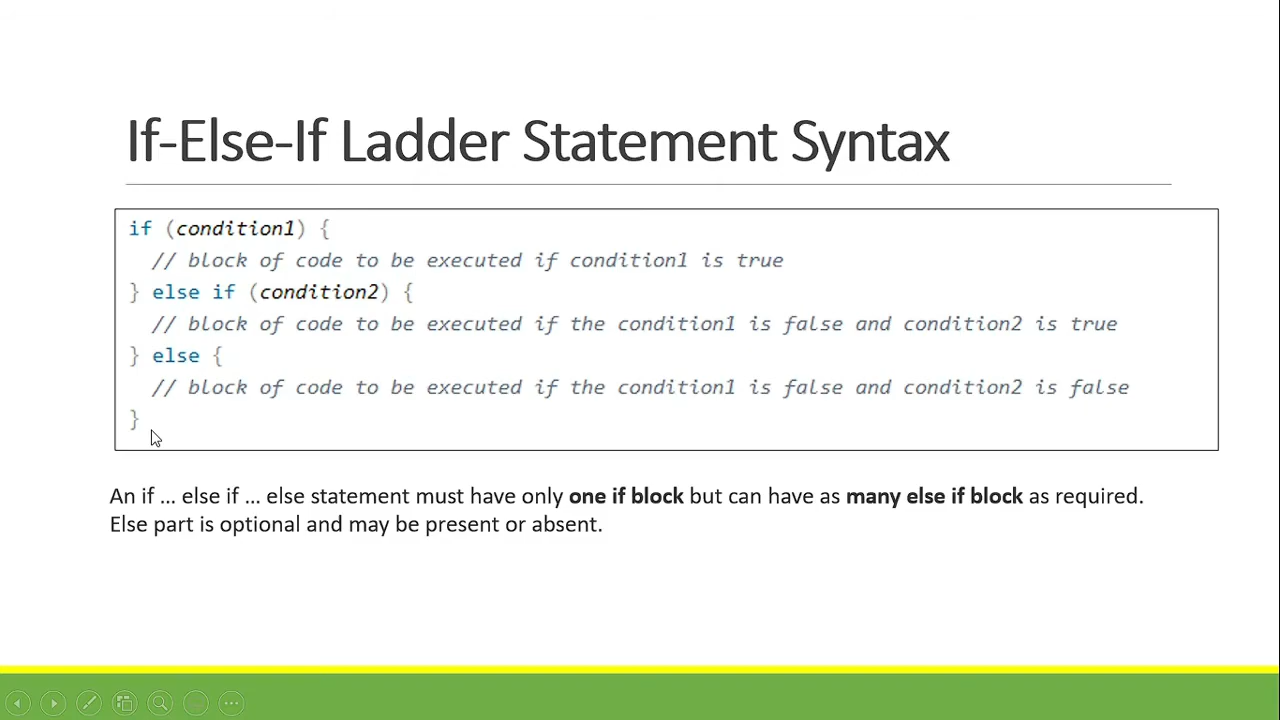 If-Else-If Ladder Statement Syntax
if (condition1) {
// block of code to be executed if condition1 is true
} else if (condition2) {
// block of code to be executed if the condition1 is false and condition2 is true
} else {
// block of code to be executed if the condition1 is false and condition2 is false
}
An if ... else if ... else statement must have only one if block but can have as many else if block as required.
Else part is optional and may be present or absent.